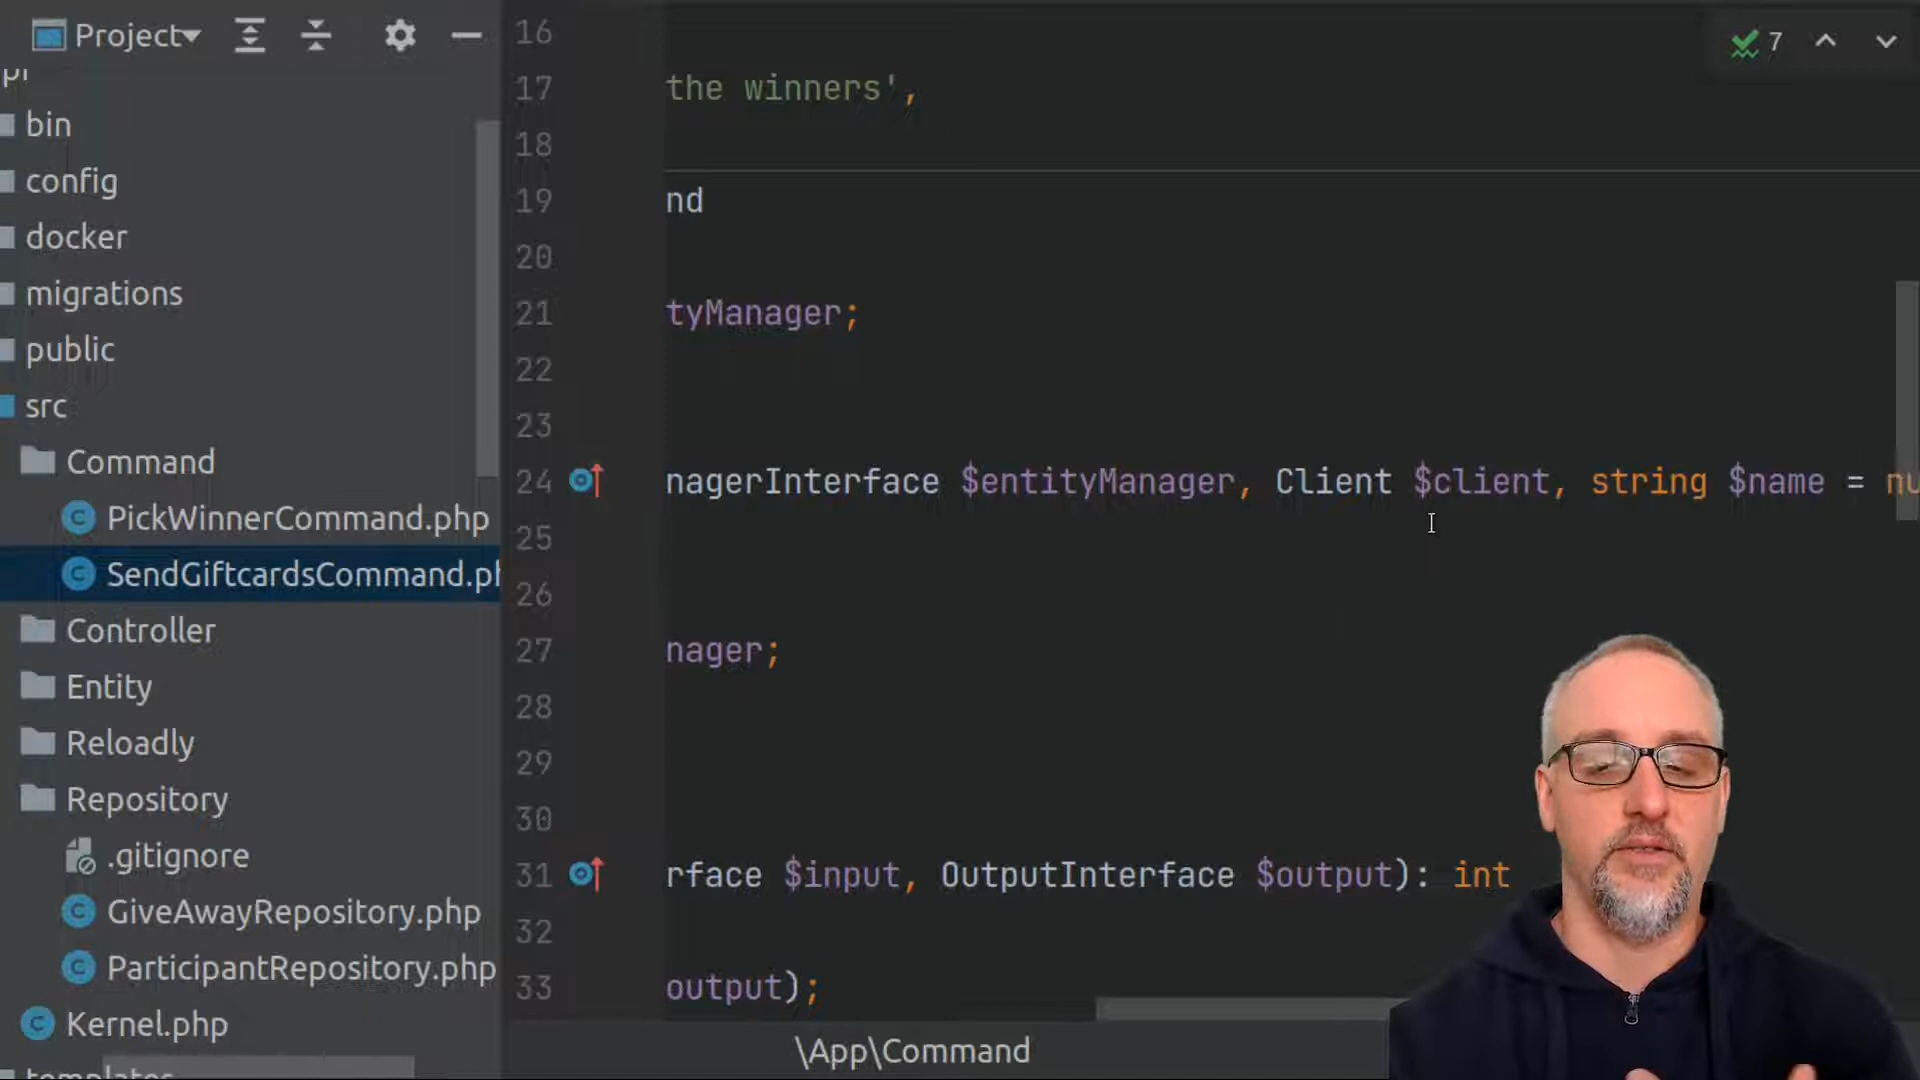 Project
bin
config
docker
migrations
public
src
Command
PickWinnerCommand.php
SendGiftcardsCommand.ph
Controller
Entity
Reloadly
Repository
.gitignore
GiveAwayRepository.php
ParticipantRepository.php
Kernel.php
templates
7
16
17 the winners',
18
19 nd
20
21 tyManager;
22
23
24 nagerInterface $entityManager, Client $client, string $name = nu
25
26
27 nager;
28
29
30
31 rface $input, OutputInterface $output): int
32
33 output);
\App\Command